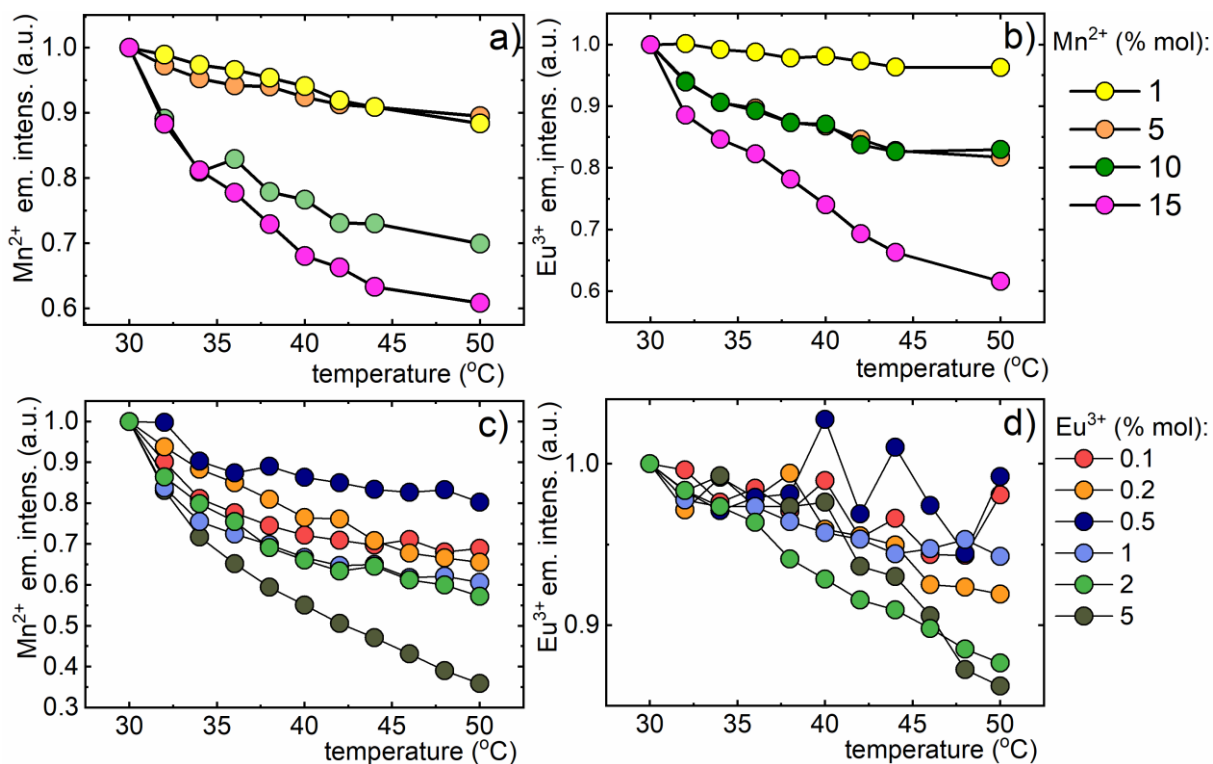 a)
Mn²⁺ em. intens. (a.u.)
1.0
0.9
0.8
0.7
0.6
30 35 40 45 50
temperature (°C)
b)
Eu³⁺ em.₁ intens. (a.u.)
1.0
0.9
0.8
0.7
0.6
30 35 40 45 50
temperature (°C)
Mn²⁺ (% mol):
1
5
10
15
c)
Mn²⁺ em. intens. (a.u.)
1.0
0.9
0.8
0.7
0.6
0.5
0.4
0.3
30 35 40 45 50
temperature (°C)
d)
Eu³⁺ em. intens. (a.u.)
1.0
0.9
30 35 40 45 50
temperature (°C)
Eu³⁺ (% mol):
0.1
0.2
0.5
1
2
5